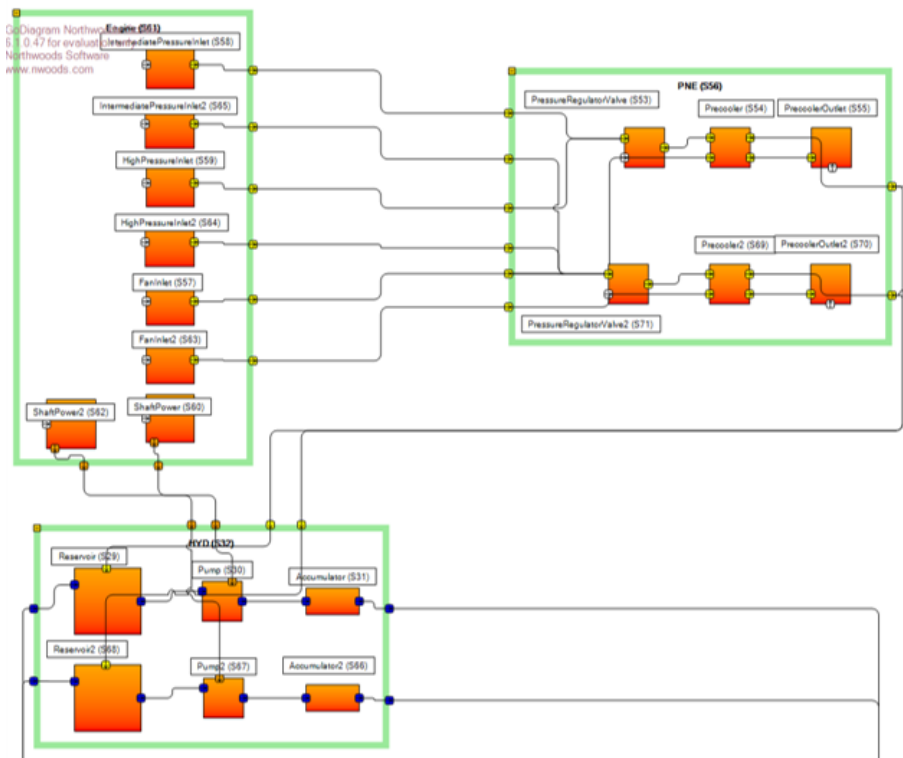 GoDiagram Northwoods
6.1.0.47 for evaluation only
Northwoods Software
www.nwoods.com
Engine (S61)
IntermediatePressureInlet (S58)
IntermediatePressureInlet2 (S65)
HighPressureInlet (S59)
HighPressureInlet2 (S64)
FanInlet (S57)
FanInlet2 (S63)
ShaftPower2 (S62)
ShaftPower (S60)
PNE (S56)
PressureRegulatorValve (S53)
Precooler (S54)
PrecoolerOutlet (S55)
Precooler2 (S69)
PrecoolerOutlet2 (S70)
PressureRegulatorValve2 (S71)
HYD (S32)
Reservoir (S29)
Pump (S30)
Accumulator (S31)
Reservoir2 (S68)
Pump2 (S67)
Accumulator2 (S66)